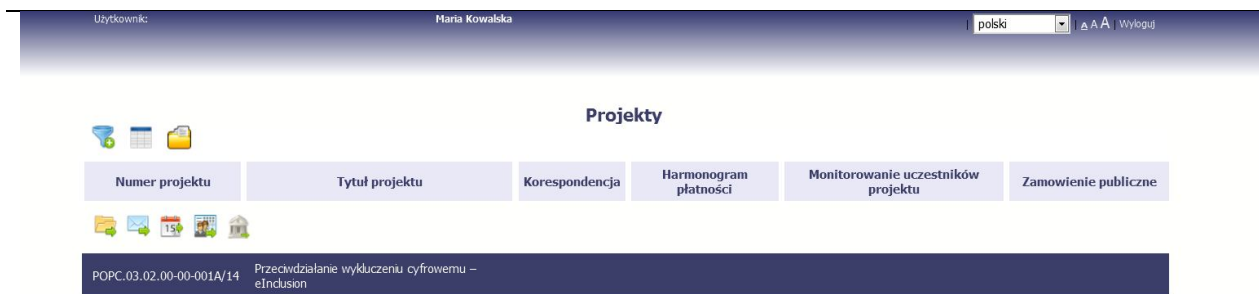 Użytkownik: Maria Kowalska | polski | A A A | Wyloguj
Projekty
Numer projektu Tytuł projektu Korespondencja Harmonogram płatności Monitorowanie uczestników projektu Zamowienie publiczne
15
POPC.03.02.00-00-001A/14 Przeciwdziałanie wykluczeniu cyfrowemu –
eInclusion